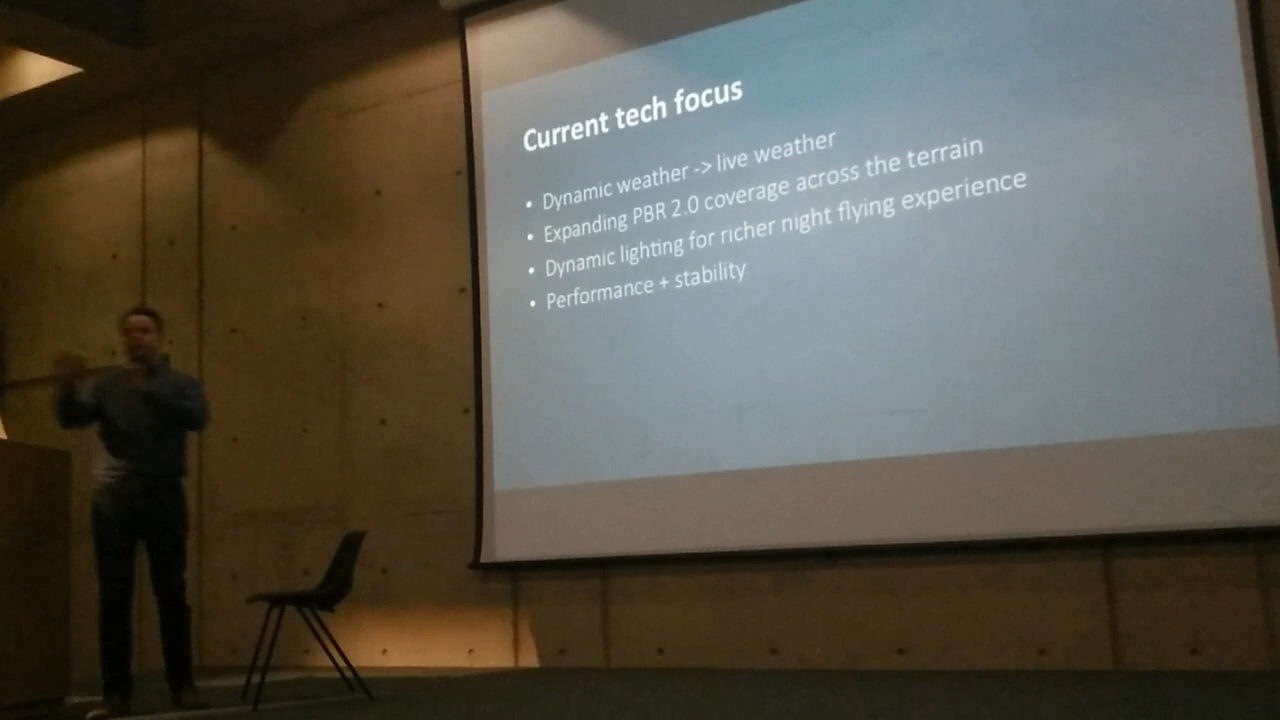 Current tech focus
• Dynamic weather -> live weather
• Expanding PBR 2.0 coverage across the terrain
• Dynamic lighting for richer night flying experience
• Performance + stability